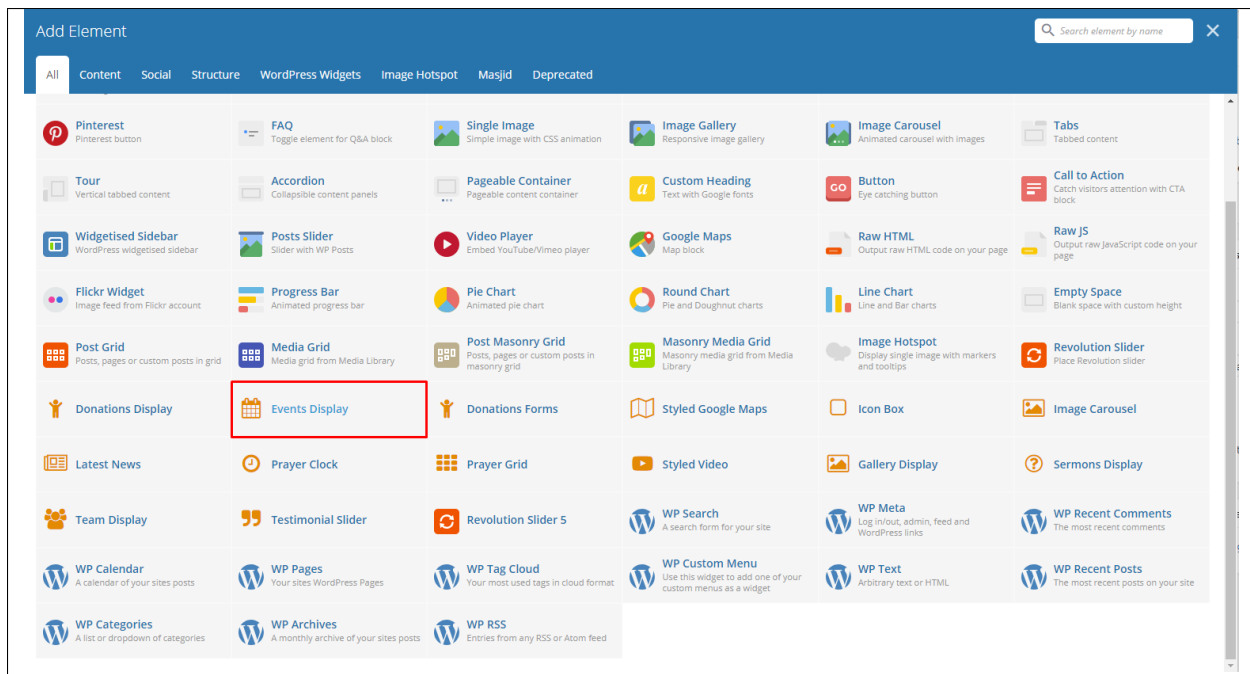 Add Element
Search element by name
All Content Social Structure WordPress Widgets Image Hotspot Masjid Deprecated
Pinterest
Pinterest button
FAQ
Toggle element for Q&A block
Single Image
Simple image with CSS animation
Image Gallery
Responsive image gallery
Image Carousel
Animated carousel with images
Tabs
Tabbed content
Tour
Vertical tabbed content
Accordion
Collapsible content panels
Pageable Container
Pageable content container
a
Custom Heading
Text with Google fonts
GO
Button
Eye catching button
Call to Action
Catch visitors attention with CTA
block
Widgetised Sidebar
WordPress widgetised sidebar
Posts Slider
Slider with WP Posts
Video Player
Embed YouTube/Vimeo player
Google Maps
Map block
Raw HTML
Output raw HTML code on your page
Raw JS
Output raw JavaScript code on your
page
Flickr Widget
Image feed from Flickr account
Progress Bar
Animated progress bar
Pie Chart
Animated pie chart
Round Chart
Pie and Doughnut charts
Line Chart
Line and Bar charts
Empty Space
Blank space with custom height
Post Grid
Posts, pages or custom posts in grid
Media Grid
Media grid from Media Library
Post Masonry Grid
Posts, pages or custom posts in
masonry grid
Masonry Media Grid
Masonry media grid from Media
Library
Image Hotspot
Display single image with markers
and tooltips
Revolution Slider
Place Revolution slider
Donations Display
Events Display
Donations Forms
Styled Google Maps
Icon Box
Image Carousel
Latest News
Prayer Clock
Prayer Grid
Styled Video
Gallery Display
Sermons Display
Team Display
Testimonial Slider
Revolution Slider 5
WP Search
A search form for your site
WP Meta
Log in/out, admin, feed and
WordPress links
WP Recent Comments
The most recent comments
WP Calendar
A calendar of your sites posts
WP Pages
Your sites WordPress Pages
WP Tag Cloud
Your most used tags in cloud format
WP Custom Menu
Use this widget to add one of your
custom menus as a widget
WP Text
Arbitrary text or HTML
WP Recent Posts
The most recent posts on your site
WP Categories
A list or dropdown of categories
WP Archives
A monthly archive of your sites posts
WP RSS
Entries from any RSS or Atom feed